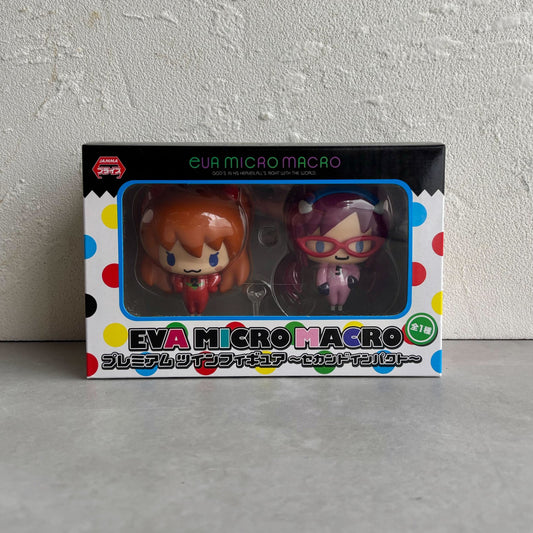 JAMMA
プライズ
EVA MICRO MACRO
GOD'S IN HIS HEAVEN, ALL'S RIGHT WITH THE WORLD.
EVA MICRO MACRO
全1種
プレミアム ツインフィギュア ～セカンドインパクト～